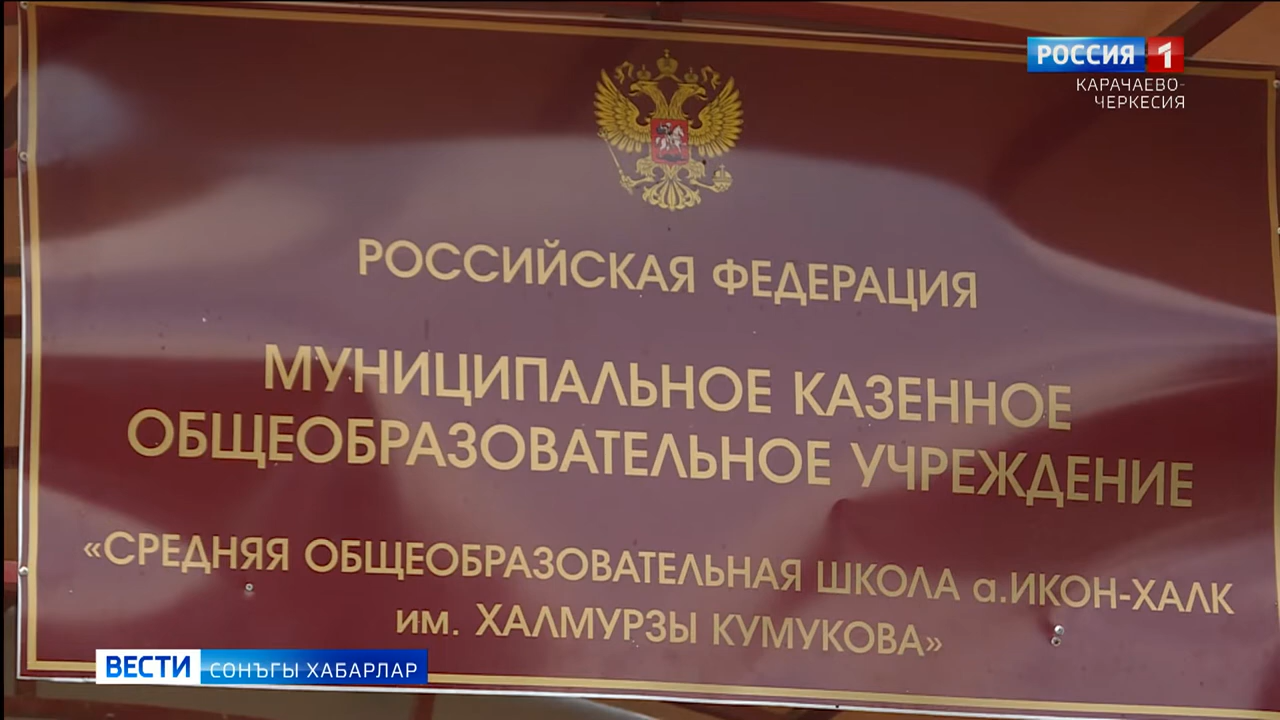 РОССИЯ 1
КАРАЧАЕВО-
ЧЕРКЕСИЯ
РОССИЙСКАЯ ФЕДЕРАЦИЯ
МУНИЦИПАЛЬНОЕ КАЗЕННОЕ
ОБЩЕОБРАЗОВАТЕЛЬНОЕ УЧРЕЖДЕНИЕ
«СРЕДНЯЯ ОБЩЕОБРАЗОВАТЕЛЬНАЯ ШКОЛА а.ИКОН-ХАЛК
им. ХАЛМУРЗЫ КУМУКОВА»
ВЕСТИ СОНЪГЫ ХАБАРЛАР